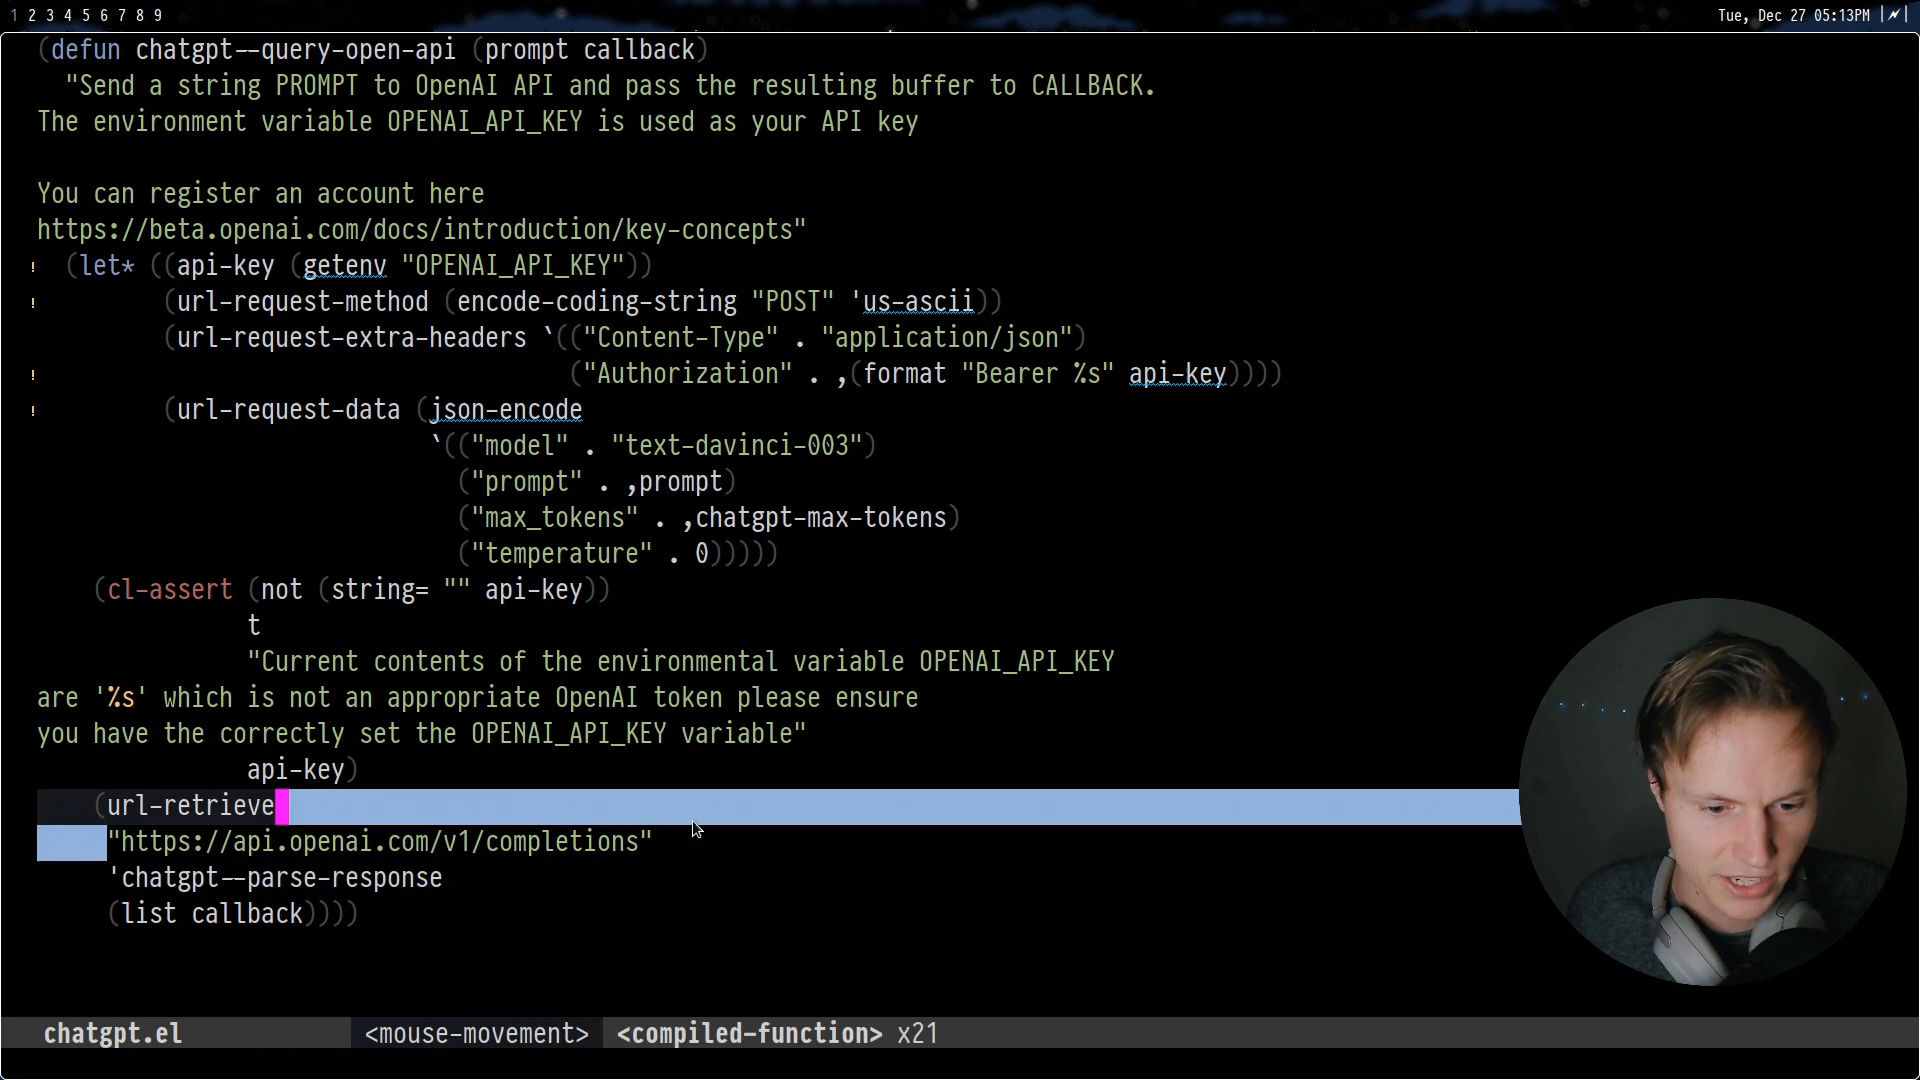 1 2 3 4 5 6 7 8 9
Tue, Dec 27 05:13PM
(defun chatgpt--query-open-api (prompt callback)
"Send a string PROMPT to OpenAI API and pass the resulting buffer to CALLBACK.
The environment variable OPENAI_API_KEY is used as your API key
You can register an account here
https://beta.openai.com/docs/introduction/key-concepts"
! (let* ((api-key (getenv "OPENAI_API_KEY"))
! (url-request-method (encode-coding-string "POST" 'us-ascii))
(url-request-extra-headers `(("Content-Type" . "application/json")
! ("Authorization" . ,(format "Bearer %s" api-key))))
! (url-request-data (json-encode
`(("model" . "text-davinci-003")
("prompt" . ,prompt)
("max_tokens" . ,chatgpt-max-tokens)
("temperature" . 0)))))
(cl-assert (not (string= "" api-key))
t
"Current contents of the environmental variable OPENAI_API_KEY
are '%s' which is not an appropriate OpenAI token please ensure
you have the correctly set the OPENAI_API_KEY variable"
api-key)
(url-retrieve
"https://api.openai.com/v1/completions"
'chatgpt--parse-response
(list callback))))
chatgpt.el <mouse-movement> <compiled-function> x21